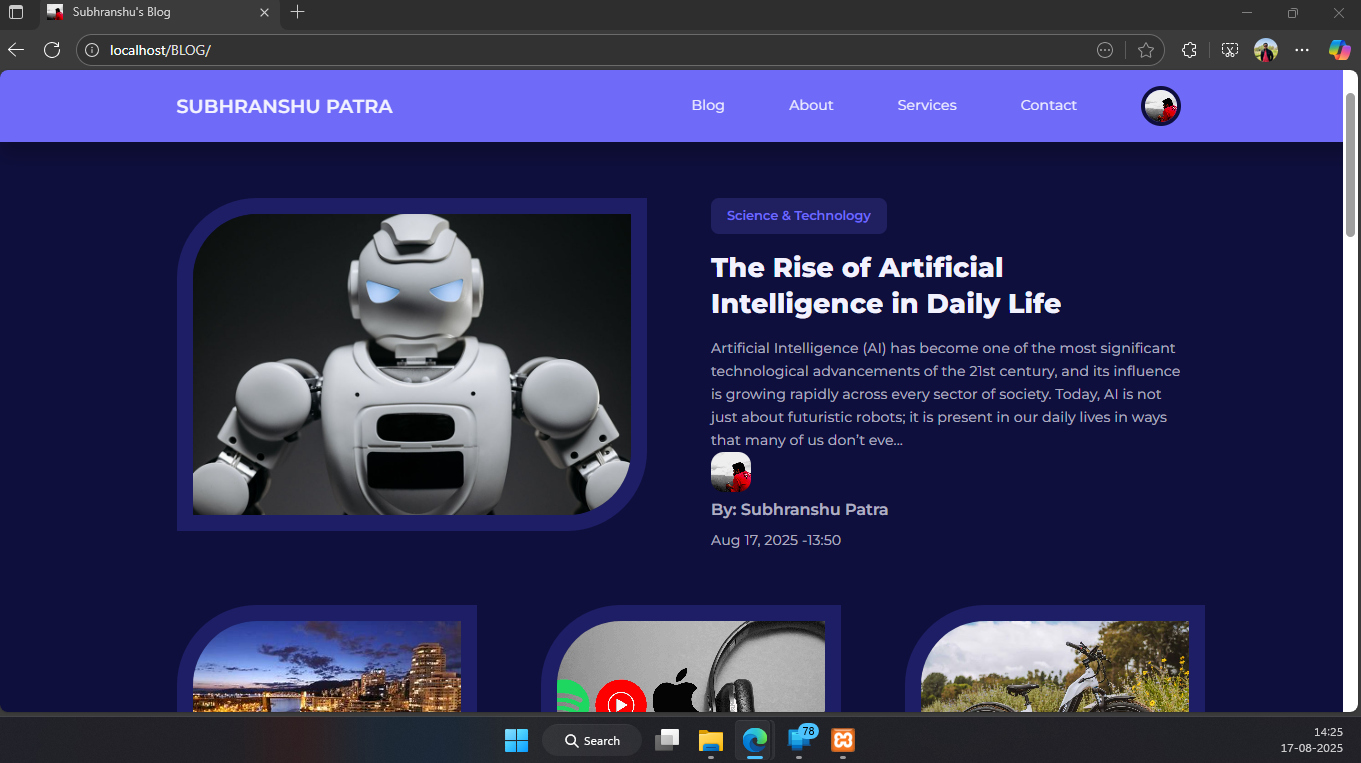 Subhranshu's Blog
localhost/BLOG/
SUBHRANSHU PATRA
Blog
About
Services
Contact
Science & Technology
The Rise of Artificial
Intelligence in Daily Life
Artificial Intelligence (AI) has become one of the most significant
technological advancements of the 21st century, and its influence
is growing rapidly across every sector of society. Today, AI is not
just about futuristic robots; it is present in our daily lives in ways
that many of us don’t eve...
By: Subhranshu Patra
Aug 17, 2025 -13:50
Search
78
14:25
17-08-2025